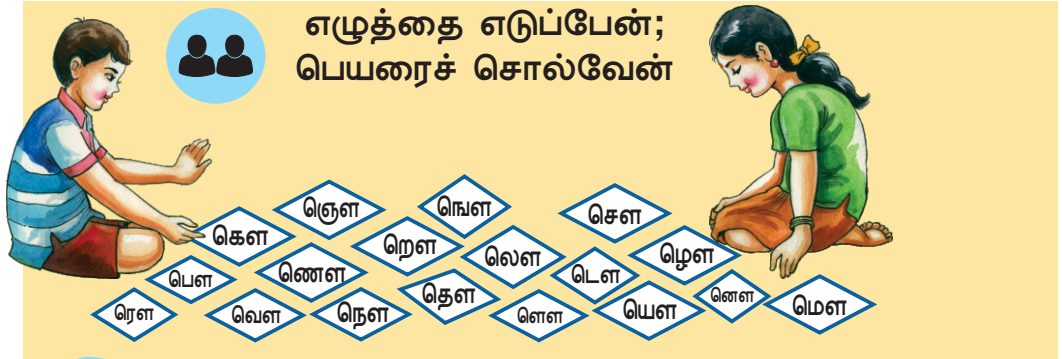 எழுத்தை எடுப்பேன்;
பெயரைச் சொல்வேன்
ஞௌ ஙௌ சௌ
கௌ றௌ லௌ ழௌ
பௌ ணௌ டௌ
ரௌ வௌ நௌ தௌ ளௌ யௌ னௌ மௌ